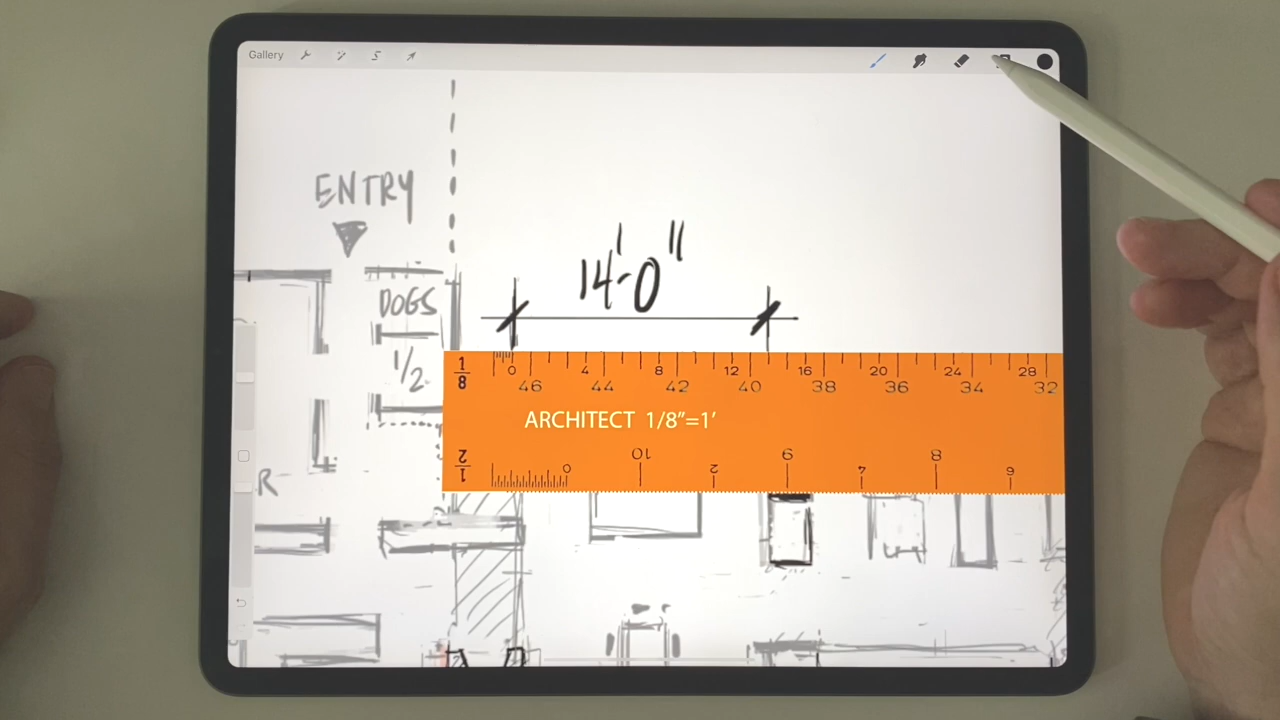 Gallery
S
ENTRY
14'-0"
DOGS
1/2
R
1/8
0 4 8 12 16 20 24 28
46 44 42 40 38 36 34 32
ARCHITECT 1/8"=1'
1/2
0 10 2 9 4 8 6